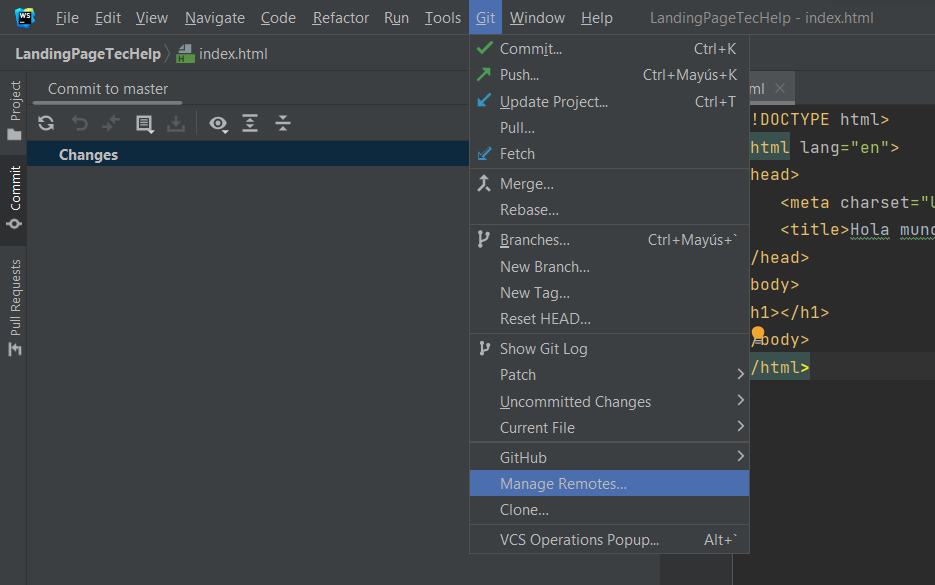 WS File Edit View Navigate Code Refactor Run Tools Git Window Help LandingPageTecHelp - index.html
LandingPageTecHelp index.html
Project
Commit
Pull Requests
Commit to master
Changes
Commit... Ctrl+K
Push... Ctrl+Mayús+K
Update Project... Ctrl+T
Pull...
Fetch
Merge...
Rebase...
Branches... Ctrl+Mayús+`
New Branch...
New Tag...
Reset HEAD...
Show Git Log
Patch
Uncommitted Changes
Current File
GitHub
Manage Remotes...
Clone...
VCS Operations Popup... Alt+`
ml
!DOCTYPE html>
html lang="en">
head>
<meta charset="
<title>Hola mund
/head>
body>
h1></h1>
/body>
/html>